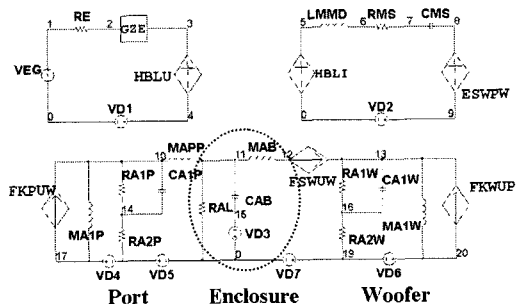 RE
LMMD RMS CMS
1 2 GZE 3
5 6 7 8
VEG
HBLU
HBLI
ESWPW
VD1
VD2
0 4
0 9
MAPP
MAB
10 11 12 13
RA1P CA1P
FSWUW
RA1W CA1W
FKPUW
RAL CAB
FKWUP
14
15
16
MA1P
VD3
MA1W
RA2P
RA2W
17 0 19 20
VD4 VD5 VD7 VD6
Port Enclosure Woofer